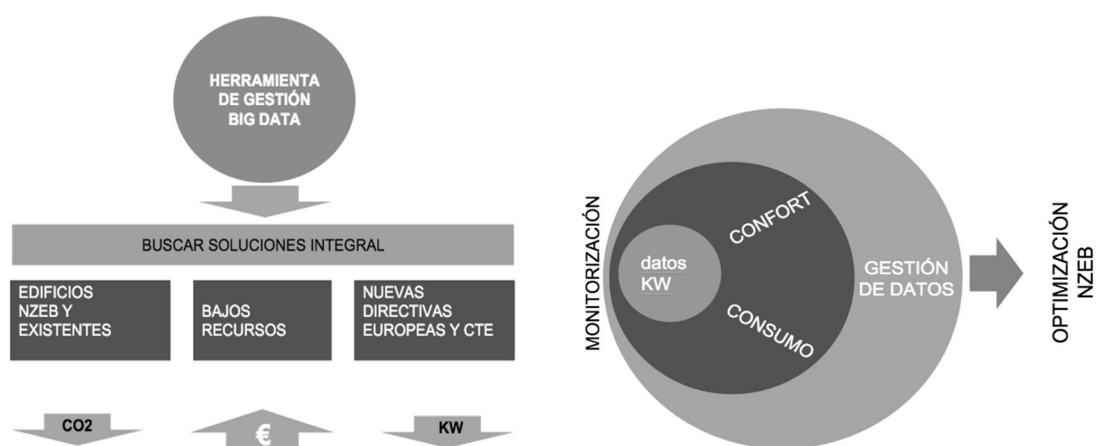 HERRAMIENTA
DE GESTIÓN
BIG DATA
BUSCAR SOLUCIONES INTEGRAL
EDIFICIOS
NZEB Y
EXISTENTES
BAJOS
RECURSOS
NUEVAS
DIRECTIVAS
EUROPEAS Y CTE
CO2
€
KW
MONITORIZACIÓN
datos
KW
CONFORT
CONSUMO
GESTIÓN
DE DATOS
OPTIMIZACIÓN
NZEB